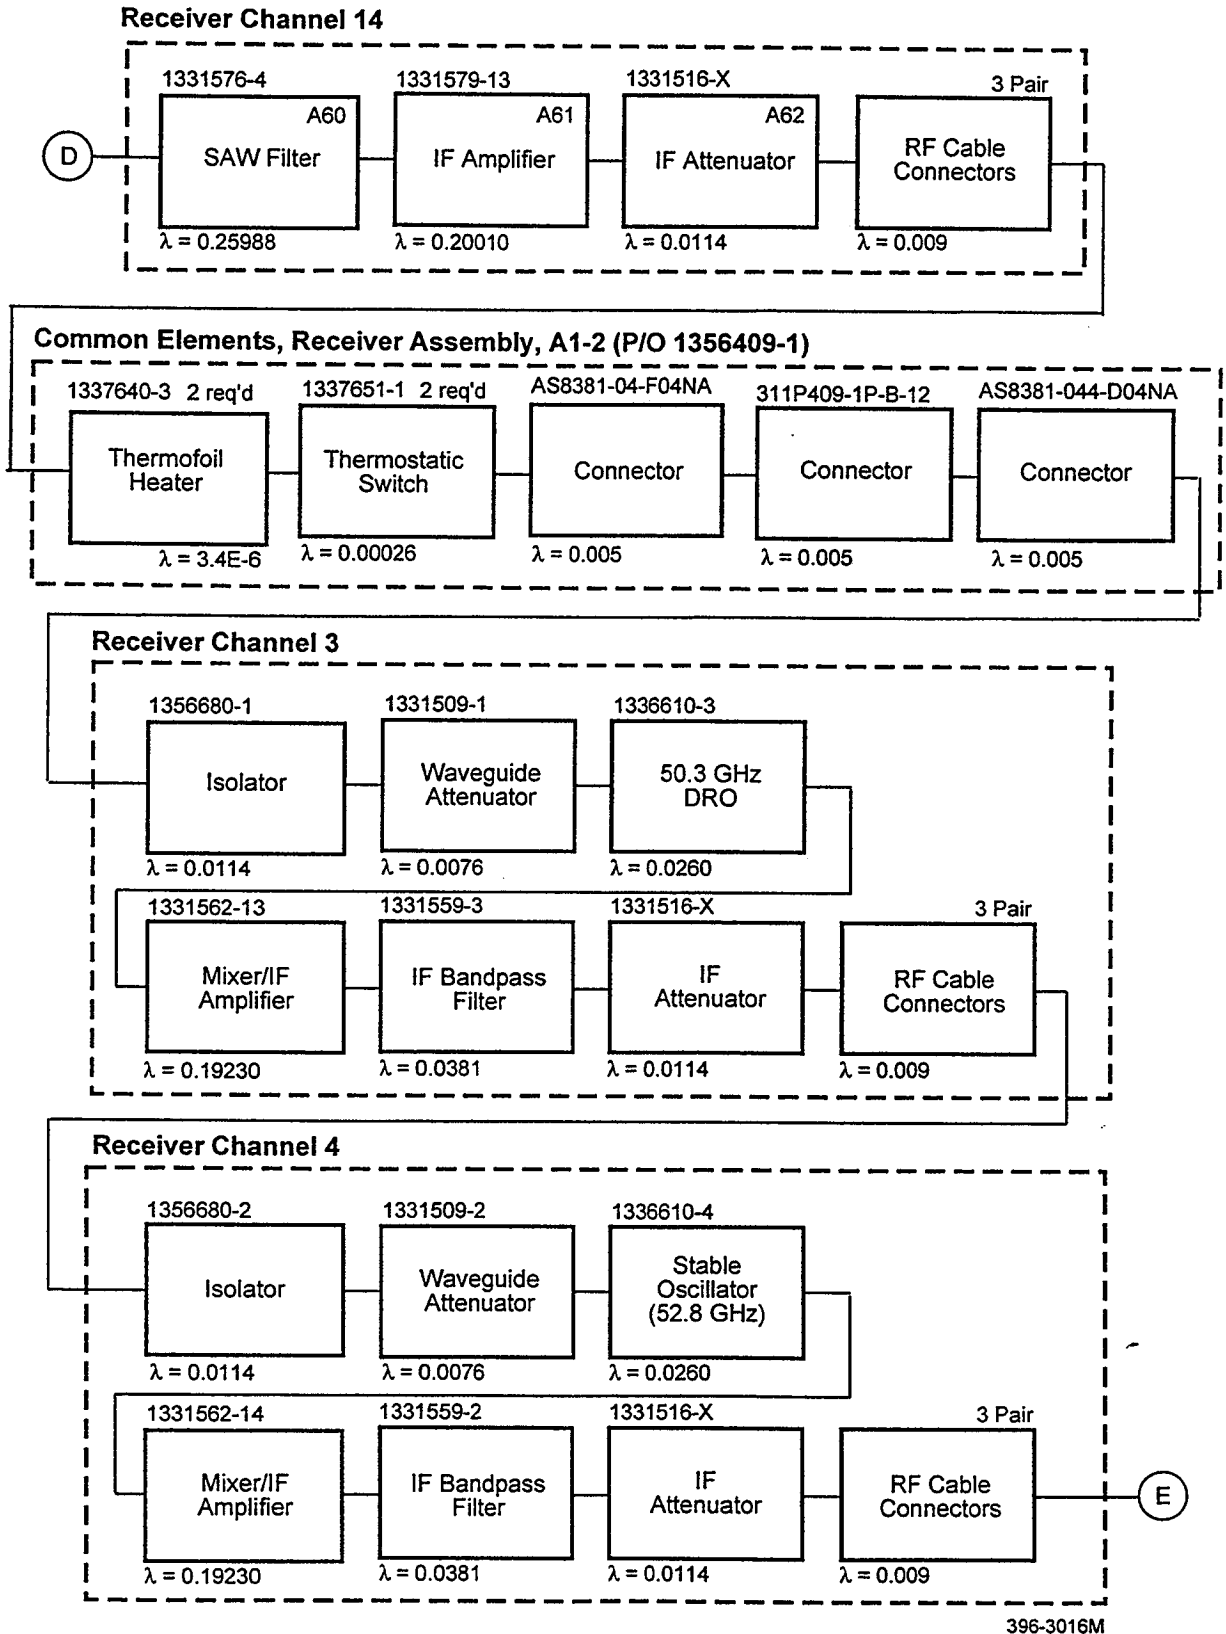 Receiver Channel 14
1331576-4
1331579-13
1331516-X
3 Pair
D
A60
SAW Filter
A61
IF Amplifier
A62
IF Attenuator
RF Cable
Connectors
λ = 0.25988
λ = 0.20010
λ = 0.0114
λ = 0.009
Common Elements, Receiver Assembly, A1-2 (P/O 1356409-1)
1337640-3 2 req'd
1337651-1 2 req'd
AS8381-04-F04NA
311P409-1P-B-12
AS8381-044-D04NA
Thermofoil
Heater
Thermostatic
Switch
Connector
Connector
Connector
λ = 3.4E-6
λ = 0.00026
λ = 0.005
λ = 0.005
λ = 0.005
Receiver Channel 3
1356680-1
1331509-1
1336610-3
Isolator
Waveguide
Attenuator
50.3 GHz
DRO
λ = 0.0114
λ = 0.0076
λ = 0.0260
1331562-13
1331559-3
1331516-X
3 Pair
Mixer/IF
Amplifier
IF Bandpass
Filter
IF
Attenuator
RF Cable
Connectors
λ = 0.19230
λ = 0.0381
λ = 0.0114
λ = 0.009
Receiver Channel 4
1356680-2
1331509-2
1336610-4
Isolator
Waveguide
Attenuator
Stable
Oscillator
(52.8 GHz)
λ = 0.0114
λ = 0.0076
λ = 0.0260
1331562-14
1331559-2
1331516-X
3 Pair
Mixer/IF
Amplifier
IF Bandpass
Filter
IF
Attenuator
RF Cable
Connectors
E
λ = 0.19230
λ = 0.0381
λ = 0.0114
λ = 0.009
396-3016M